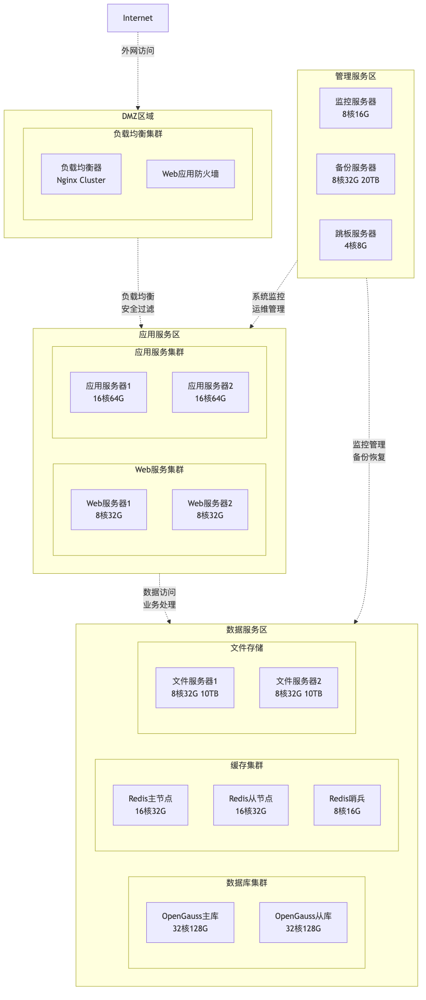 Internet
外网访问
管理服务区
监控服务器
8核16G
备份服务器
8核32G 20TB
跳板服务器
4核8G
DMZ区域
负载均衡集群
负载均衡器
Nginx Cluster
Web应用防火墙
负载均衡
安全过滤
系统监控
运维管理
应用服务区
应用服务集群
应用服务器1
16核64G
应用服务器2
16核64G
Web服务集群
Web服务器1
8核32G
Web服务器2
8核32G
监控管理
备份恢复
数据访问
业务处理
数据服务区
文件存储
文件服务器1
8核32G 10TB
文件服务器2
8核32G 10TB
缓存集群
Redis主节点
16核32G
Redis从节点
16核32G
Redis哨兵
8核16G
数据库集群
OpenGauss主库
32核128G
OpenGauss从库
32核128G